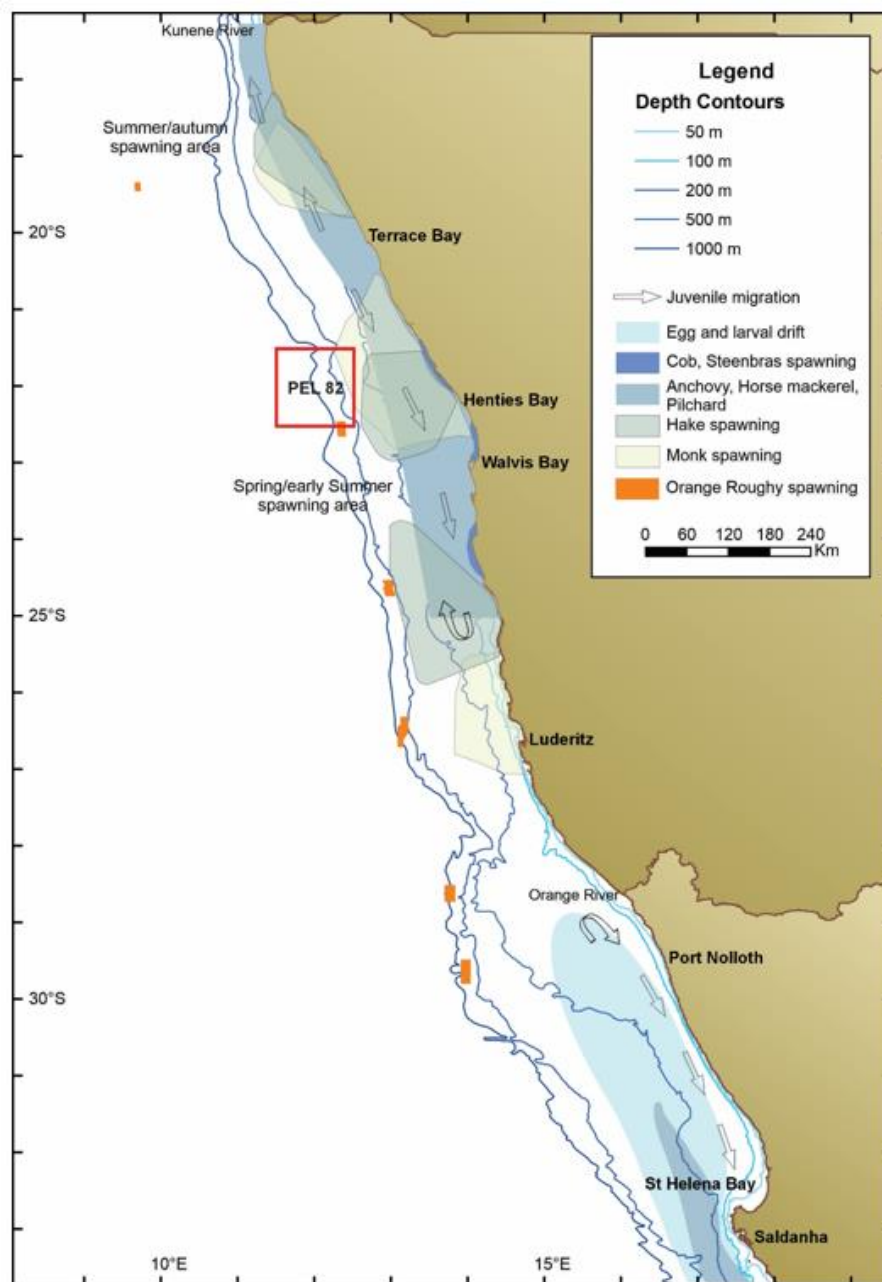 Kunene River
Summer/autumn
spawning area
20°S
Terrace Bay
PEL 82
Henties Bay
Walvis Bay
Spring/early Summer
spawning area
25°S
Luderitz
Orange River
Port Nolloth
30°S
St Helena Bay
Saldanha
10°E
15°E
Legend
Depth Contours
50 m
100 m
200 m
500 m
1000 m
Juvenile migration
Egg and larval drift
Cob, Steenbras spawning
Anchovy, Horse mackerel,
Pilchard
Hake spawning
Monk spawning
Orange Roughy spawning
0 60 120 180 240
Km